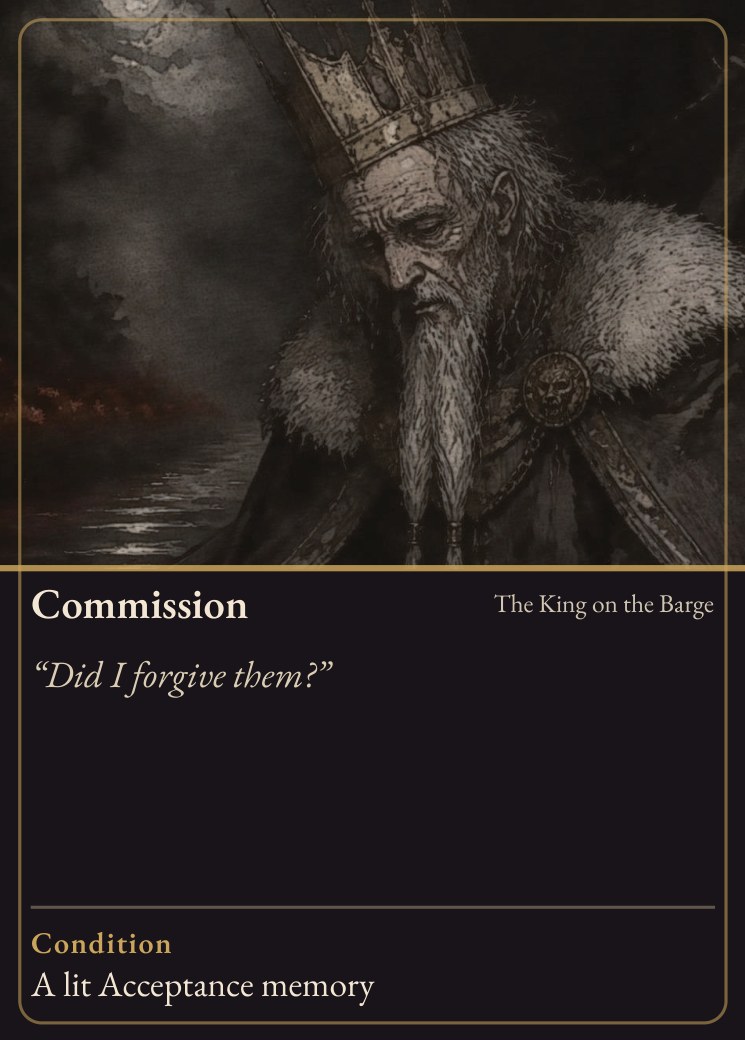 Commission
The King on the Barge
“Did I forgive them?”
Condition
A lit Acceptance memory